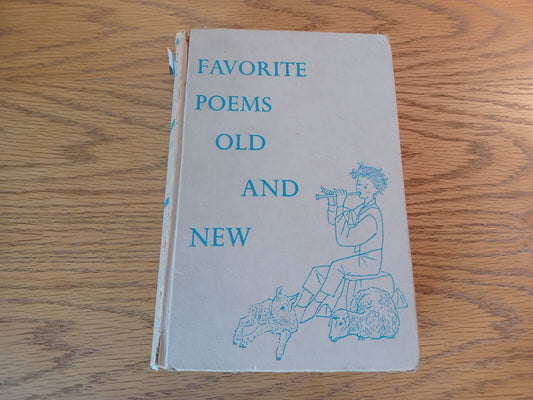 FAVORITE
POEMS
OLD
AND
NEW